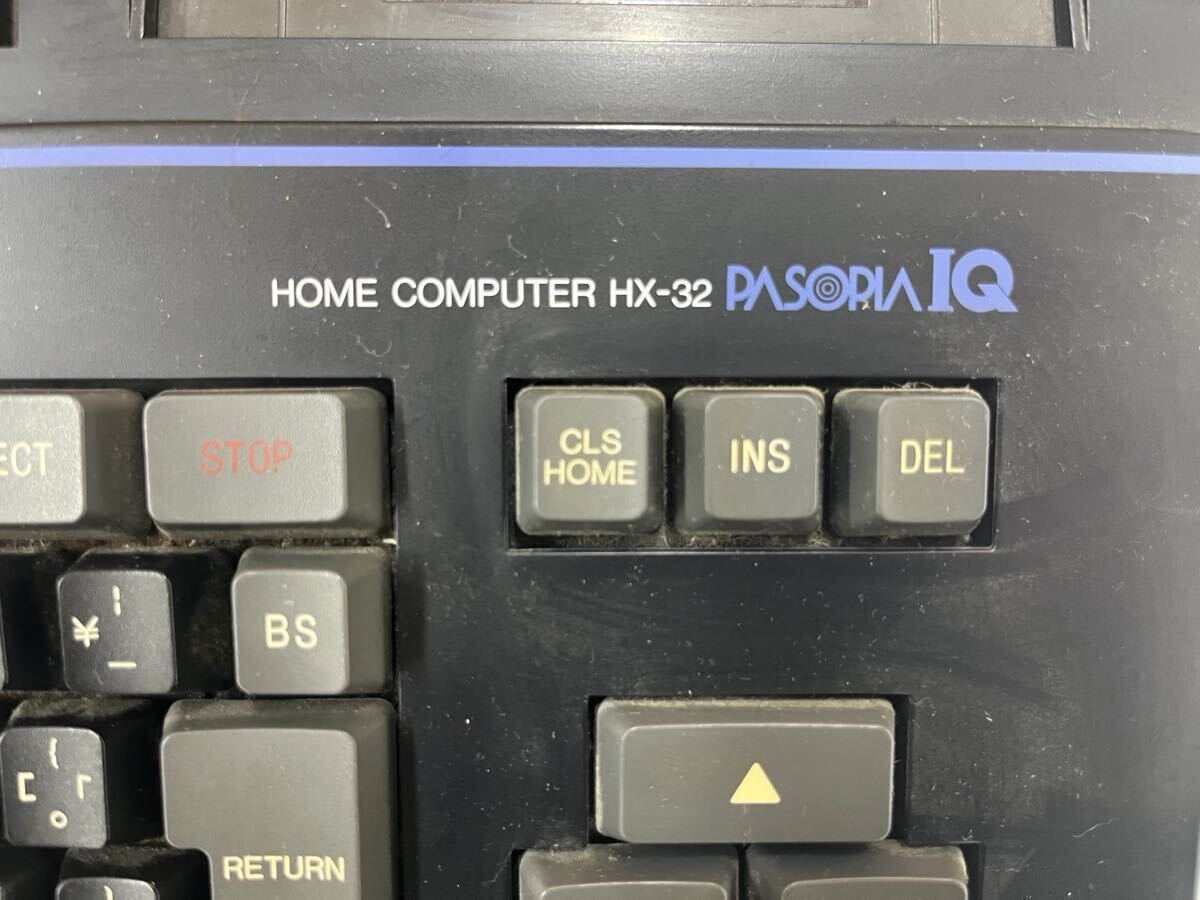 HOME COMPUTER HX-32 PASOPIA IQ
ECT STOP CLS HOME INS DEL
¥ ¦ _ BS
{ [ 「 °
RETURN ▲